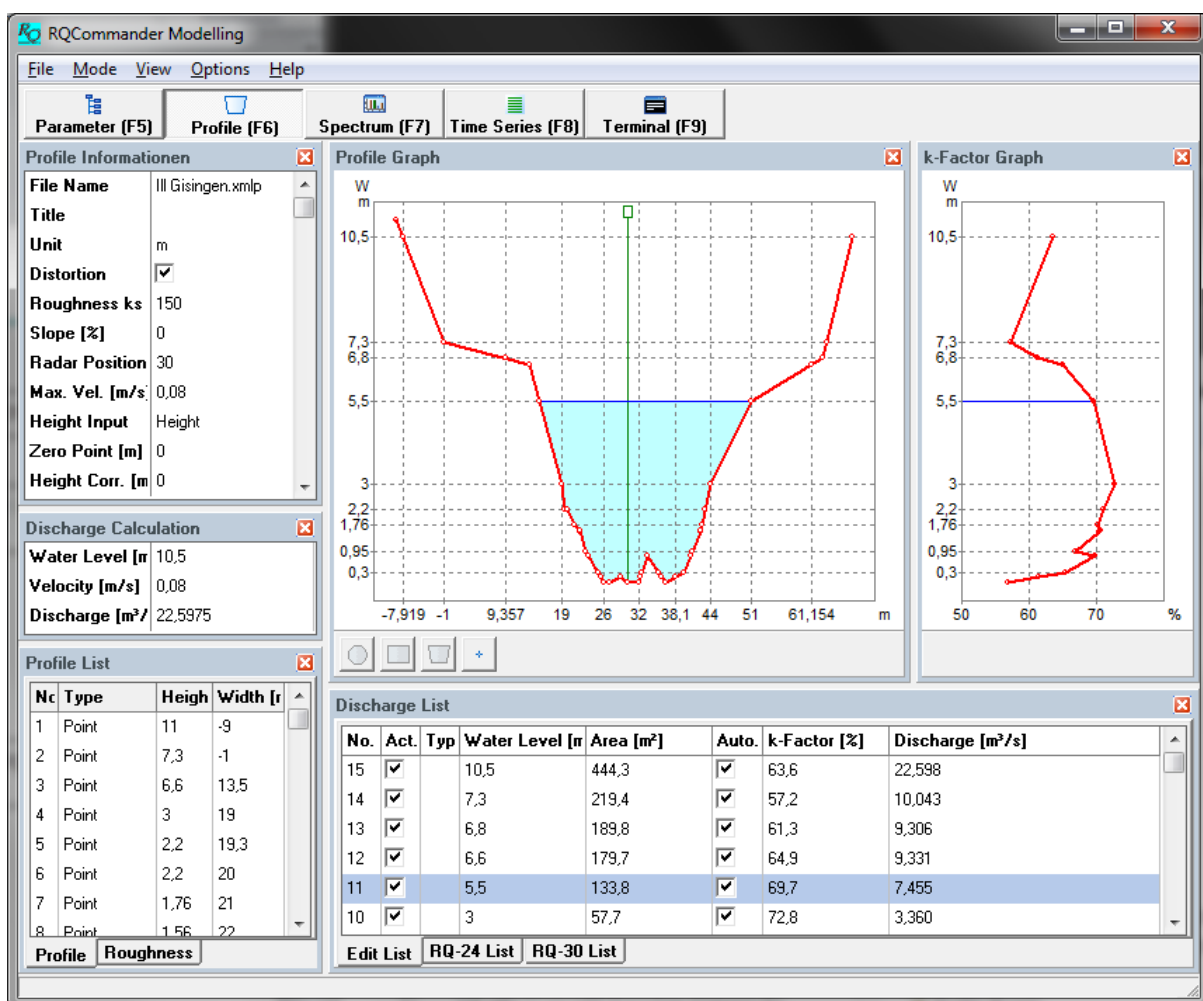 RQCommander Modelling
File Mode View Options Help
Parameter (F5) Profile (F6) Spectrum (F7) Time Series (F8) Terminal (F9)
Profile Informationen
File Name Ill Gisingen.xmlp
Title
Unit m
Distortion
Roughness ks 150
Slope [%] 0
Radar Position 30
Max. Vel. [m/s 0,08
Height Input Height
Zero Point [m] 0
Height Corr. [m 0
Discharge Calculation
Water Level [m 10,5
Velocity [m/s] 0,08
Discharge [m³/ 22,5975
Profile List
No Type Heigh Width [r
1 Point 11 -9
2 Point 7,3 -1
3 Point 6,6 13,5
4 Point 3 19
5 Point 2,2 19,3
6 Point 2,2 20
7 Point 1,76 21
8 Point 1,56 22
Profile Roughness
Profile Graph
W
m
10,5
7,3
6,8
5,5
3
2,2
1,76
0,95
0,3
-7,919 -1 9,357 19 26 32 38,1 44 51 61,154 m
k-Factor Graph
W
m
10,5
7,3
6,8
5,5
3
2,2
1,76
0,95
0,3
50 60 70 %
Discharge List
No. Act. Typ Water Level [m Area [m²] Auto. k-Factor [%] Discharge [m³/s]
15 10,5 444,3 63,6 22,598
14 7,3 219,4 57,2 10,043
13 6,8 189,8 61,3 9,306
12 6,6 179,7 64,9 9,331
11 5,5 133,8 69,7 7,455
10 3 57,7 72,8 3,360
Edit List RQ-24 List RQ-30 List